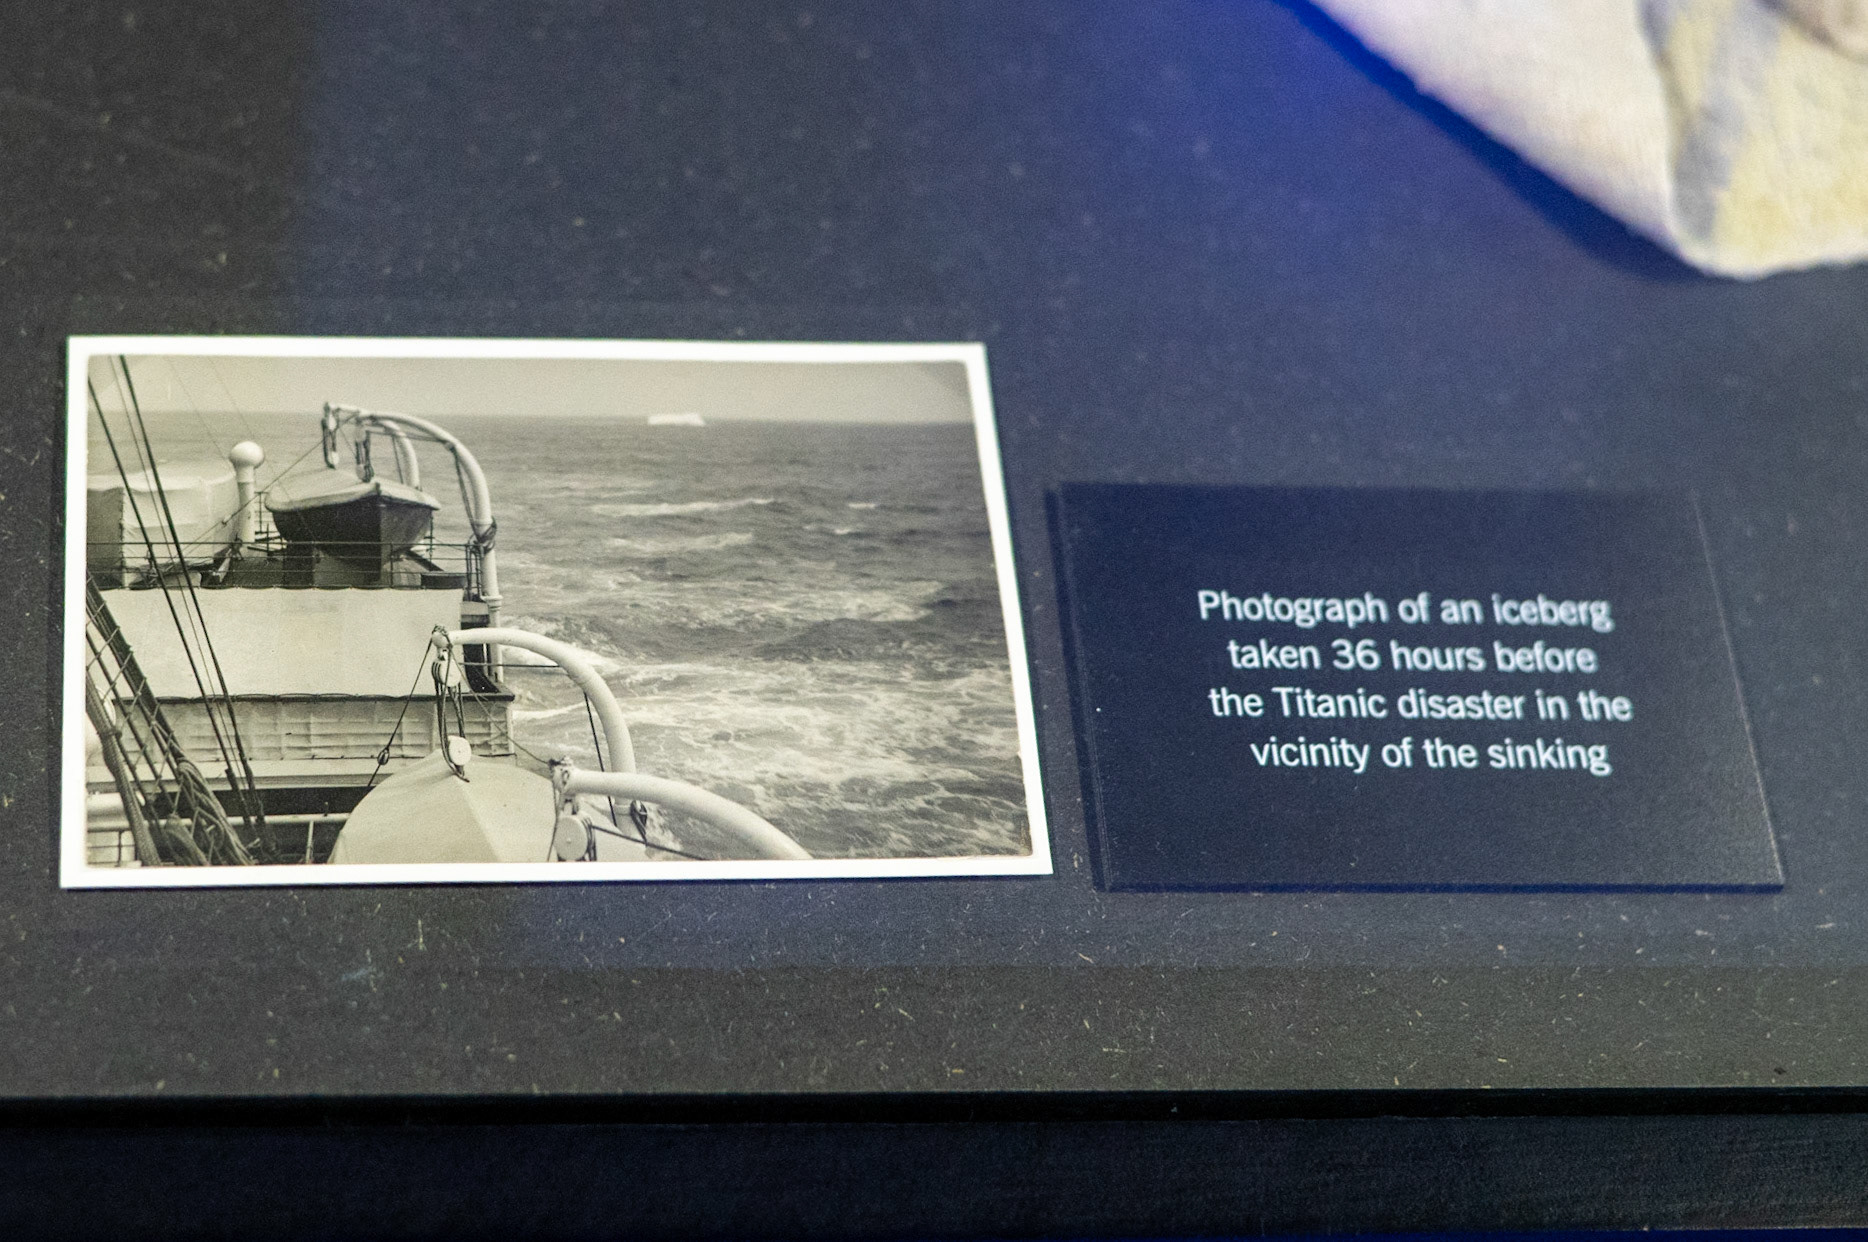 Photograph of an iceberg
taken 36 hours before
the Titanic disaster in the
vicinity of the sinking